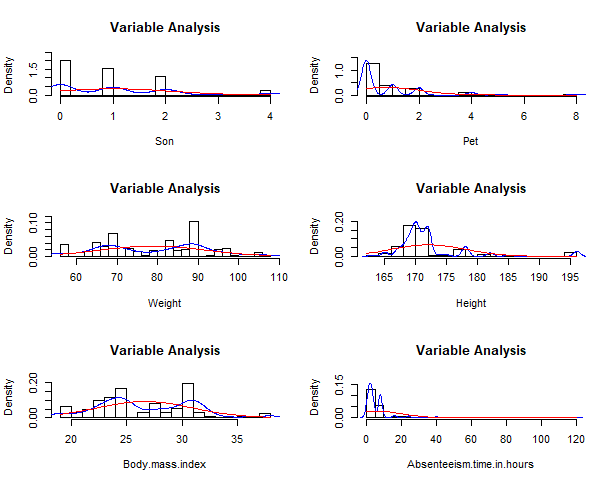 Variable Analysis
Density
0.0 1.5
0 1 2 3 4
Son
Variable Analysis
Density
0.0 1.0
0 2 4 6 8
Pet
Variable Analysis
Density
0.00 0.10
60 70 80 90 100 110
Weight
Variable Analysis
Density
0.00 0.20
165 170 175 180 185 190 195
Height
Variable Analysis
Density
0.00 0.20
20 25 30 35
Body.mass.index
Variable Analysis
Density
0.00 0.15
0 20 40 60 80 100 120
Absenteeism.time.in.hours